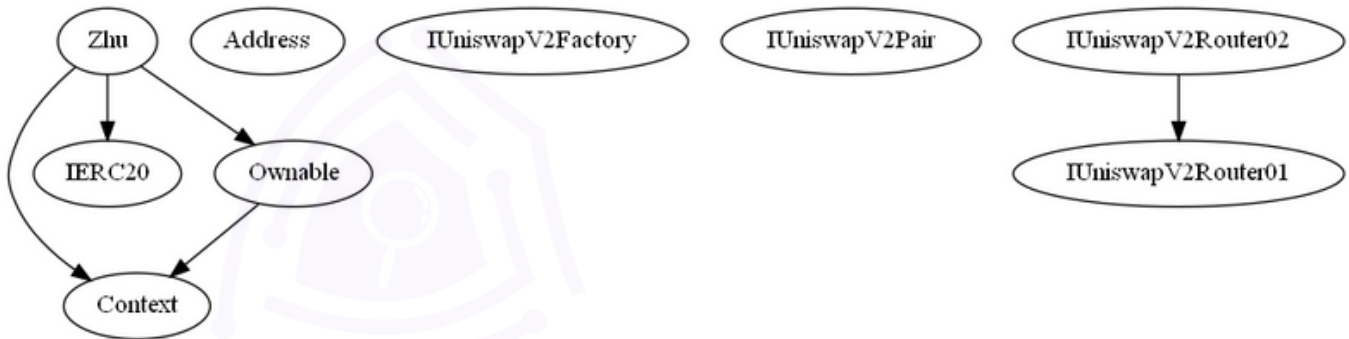 Zhu
Address
IUniswapV2Factory
IUniswapV2Pair
IUniswapV2Router02
IERC20
Ownable
IUniswapV2Router01
Context